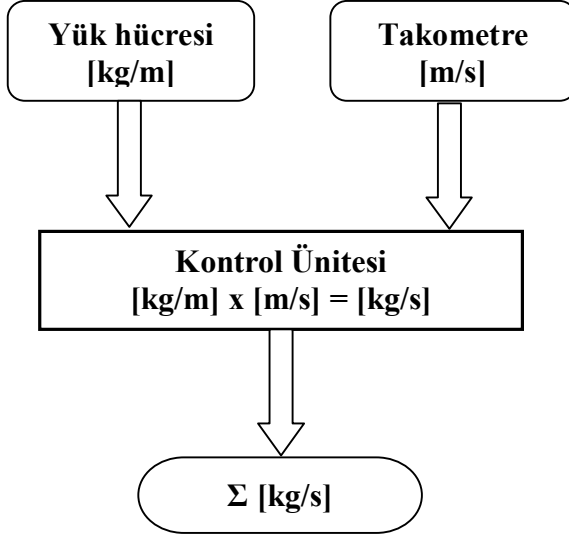 Yük hücresi
[kg/m]
Takometre
[m/s]
Kontrol Ünitesi
[kg/m] x [m/s] = [kg/s]
Σ [kg/s]